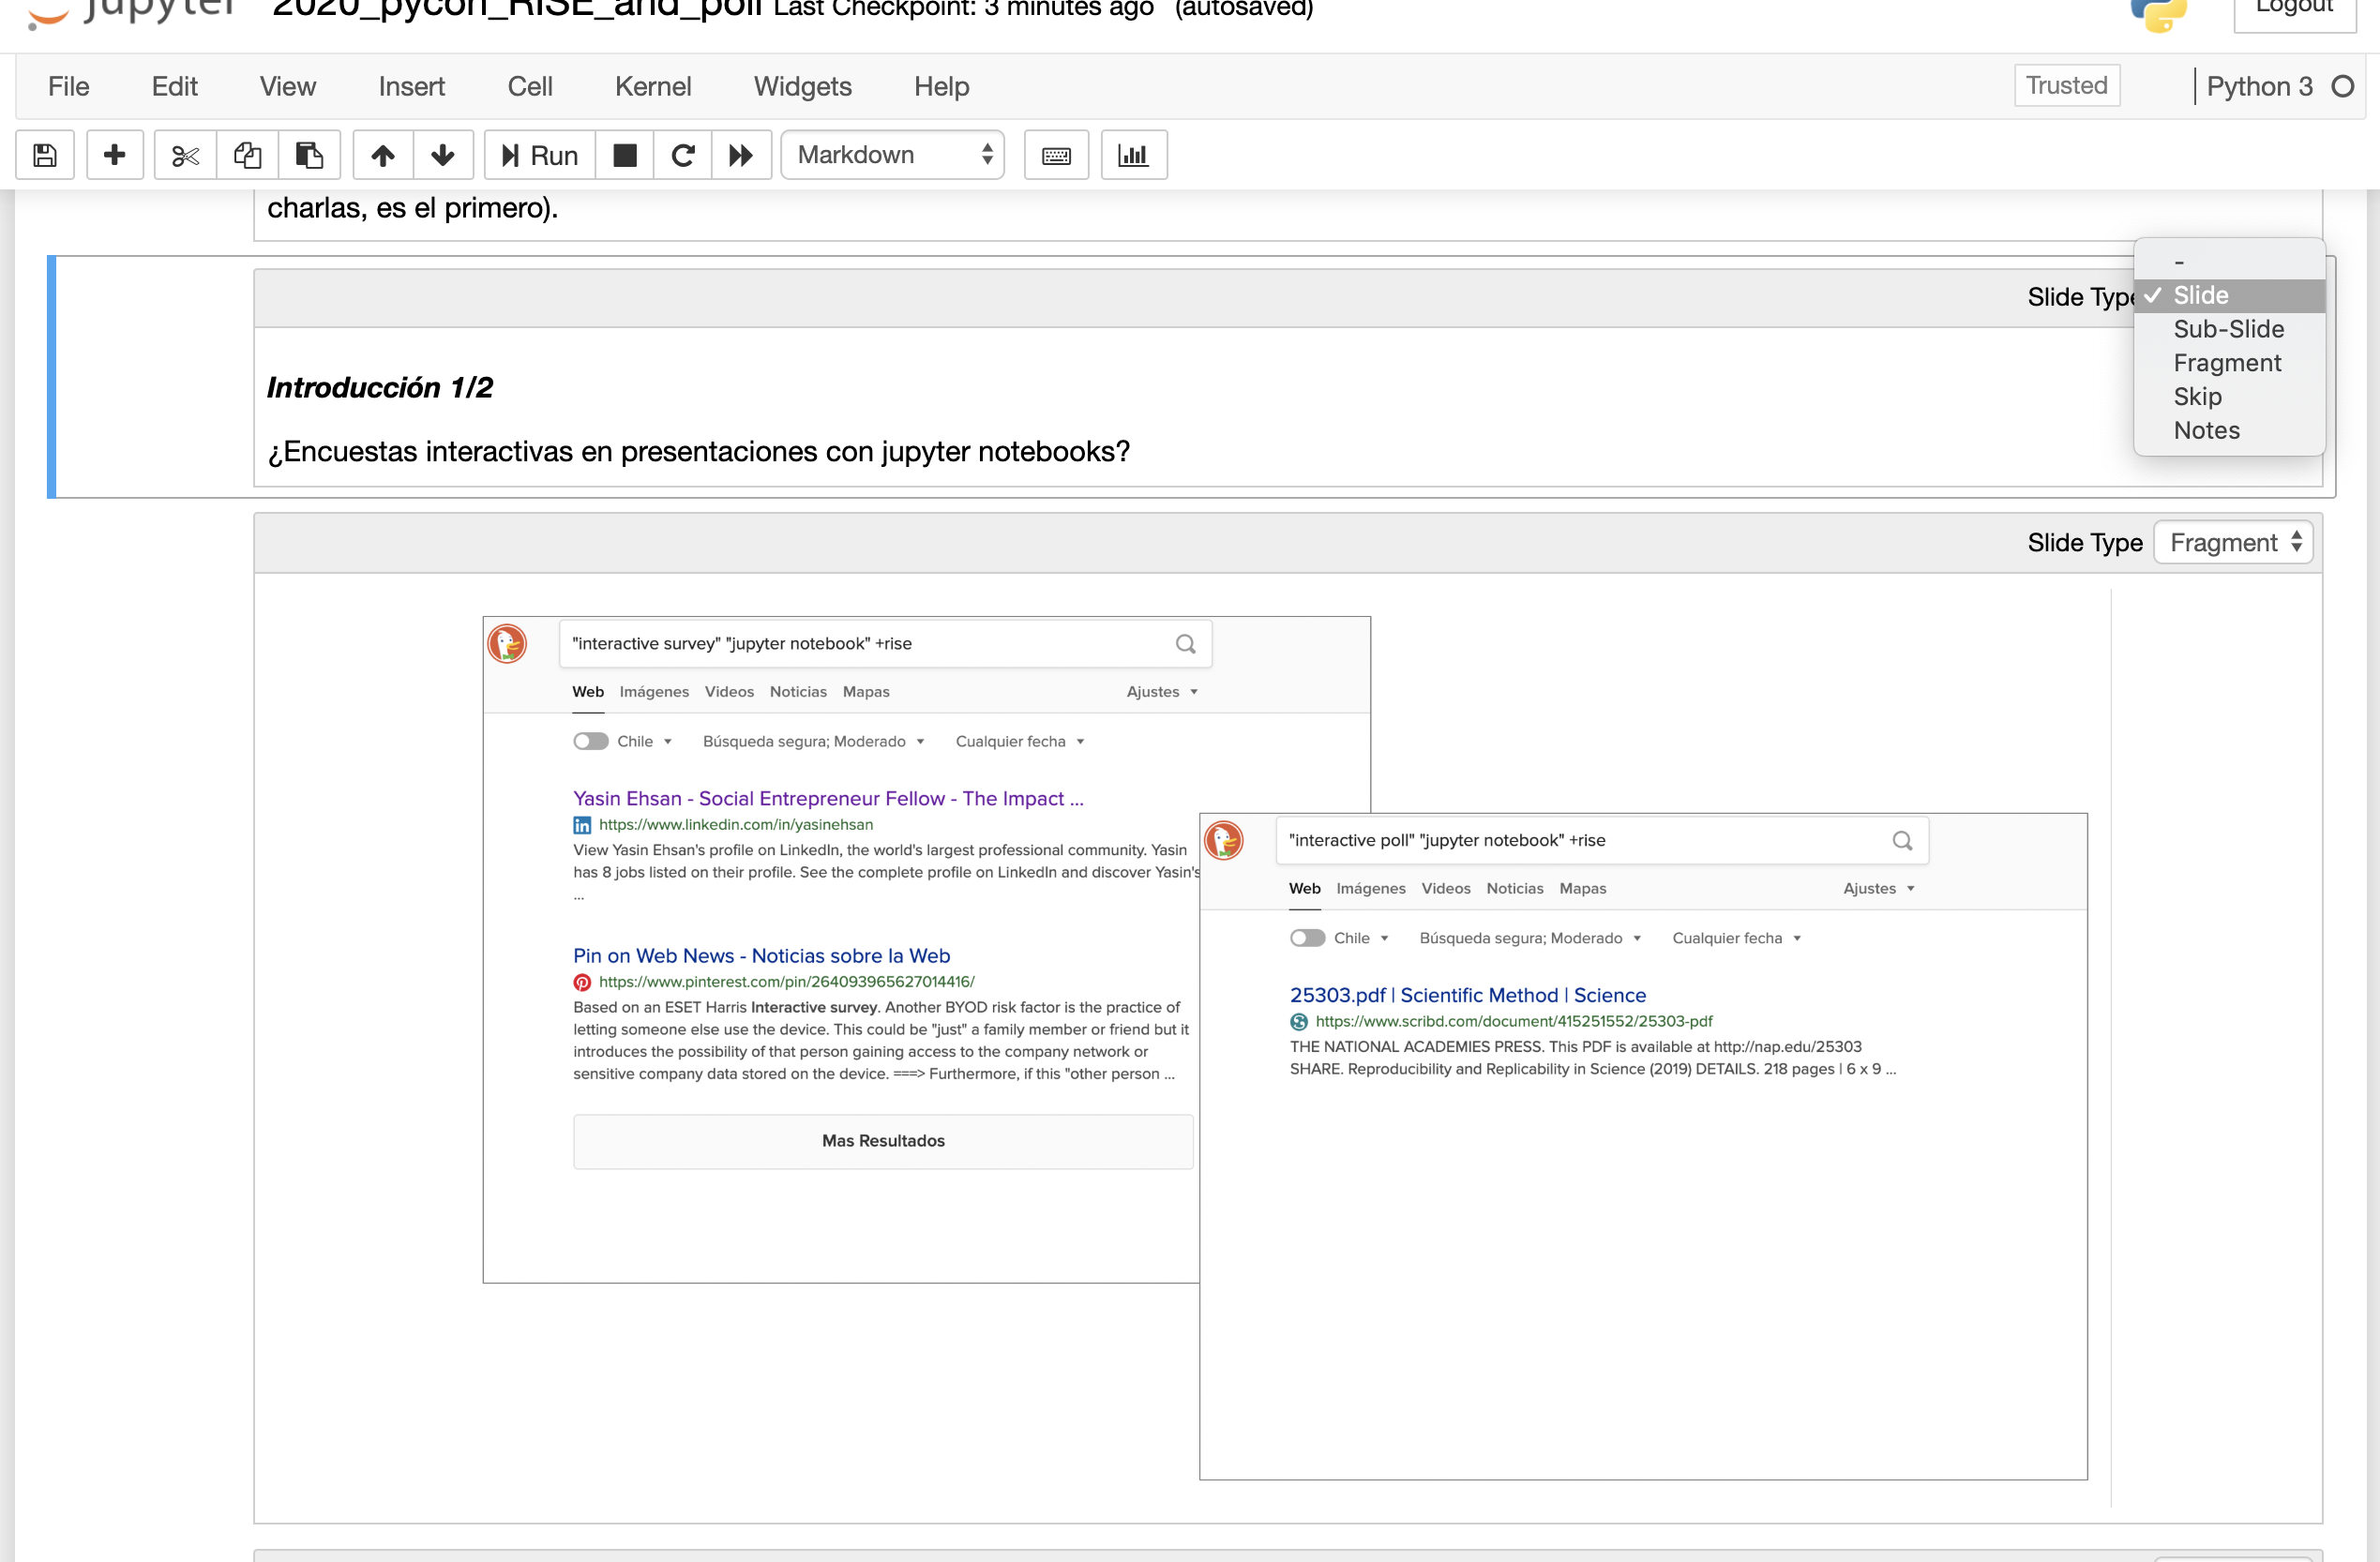 jupyter 2020_pycon_RISE_and_poll Last Checkpoint: 3 minutes ago (autosaved)
Logout
File Edit View Insert Cell Kernel Widgets Help
Trusted
Python 3
Run
Markdown
charlas, es el primero).
Slide Type
-
✓ Slide
Sub-Slide
Fragment
Skip
Notes
Introducción 1/2
¿Encuestas interactivas en presentaciones con jupyter notebooks?
Slide Type Fragment
"interactive survey" "jupyter notebook" +rise
Web Imágenes Videos Noticias Mapas Ajustes
Chile Búsqueda segura; Moderado Cualquier fecha
Yasin Ehsan - Social Entrepreneur Fellow - The Impact ...
in https://www.linkedin.com/in/yasinehsan
View Yasin Ehsan's profile on LinkedIn, the world's largest professional community. Yasin
has 8 jobs listed on their profile. See the complete profile on LinkedIn and discover Yasin's
...
Pin on Web News - Noticias sobre la Web
https://www.pinterest.com/pin/264093965627014416/
Based on an ESET Harris Interactive survey. Another BYOD risk factor is the practice of
letting someone else use the device. This could be "just" a family member or friend but it
introduces the possibility of that person gaining access to the company network or
sensitive company data stored on the device. ===> Furthermore, if this "other person ...
Mas Resultados
"interactive poll" "jupyter notebook" +rise
Web Imágenes Videos Noticias Mapas Ajustes
Chile Búsqueda segura; Moderado Cualquier fecha
25303.pdf | Scientific Method | Science
https://www.scribd.com/document/415251552/25303-pdf
THE NATIONAL ACADEMIES PRESS. This PDF is available at http://nap.edu/25303
SHARE. Reproducibility and Replicability in Science (2019) DETAILS. 218 pages | 6 x 9 ...